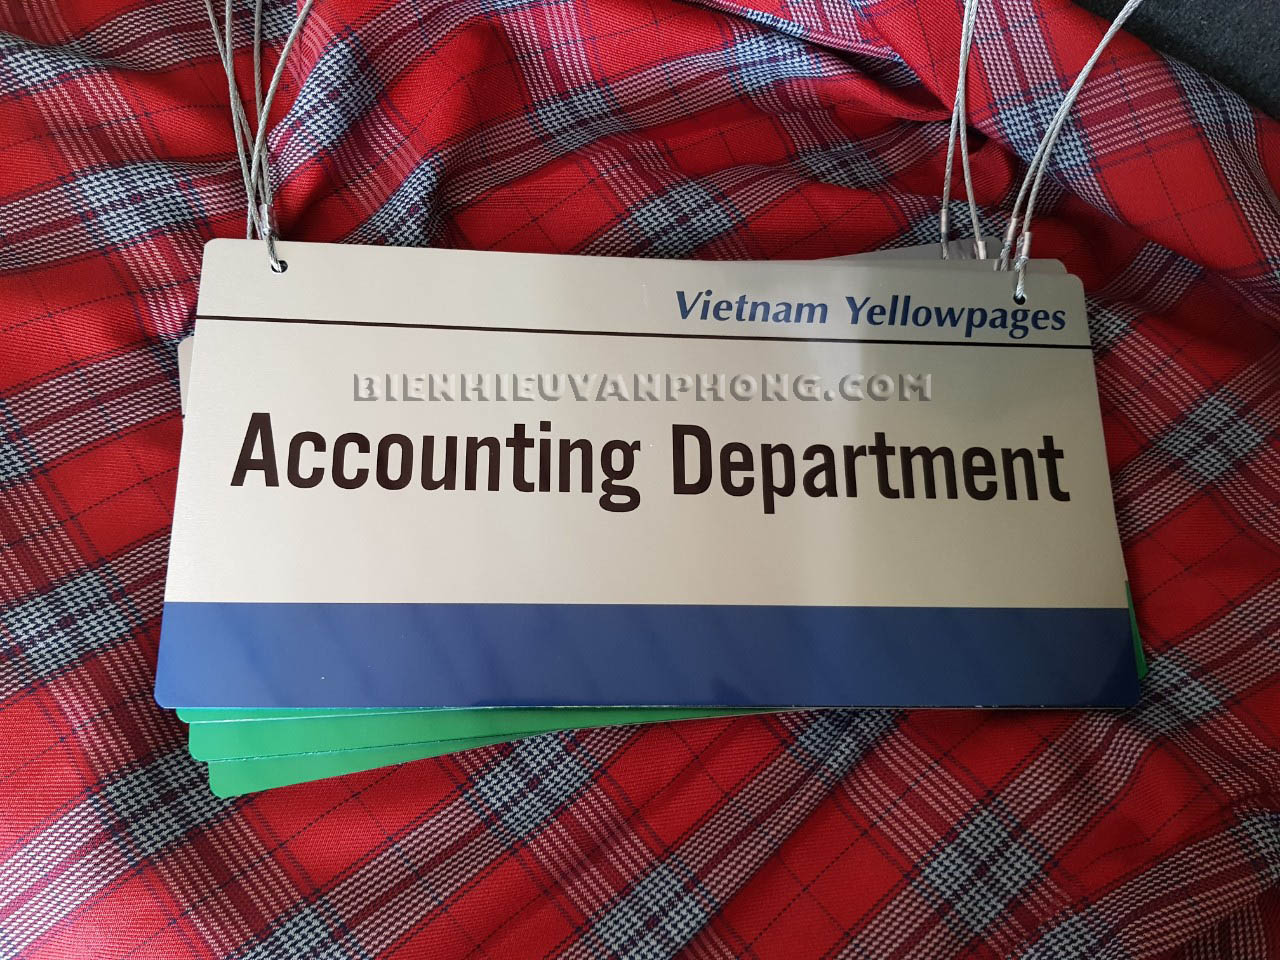 Vietnam Yellowpages
BIENHIEUVANPHONG.COM
Accounting Department